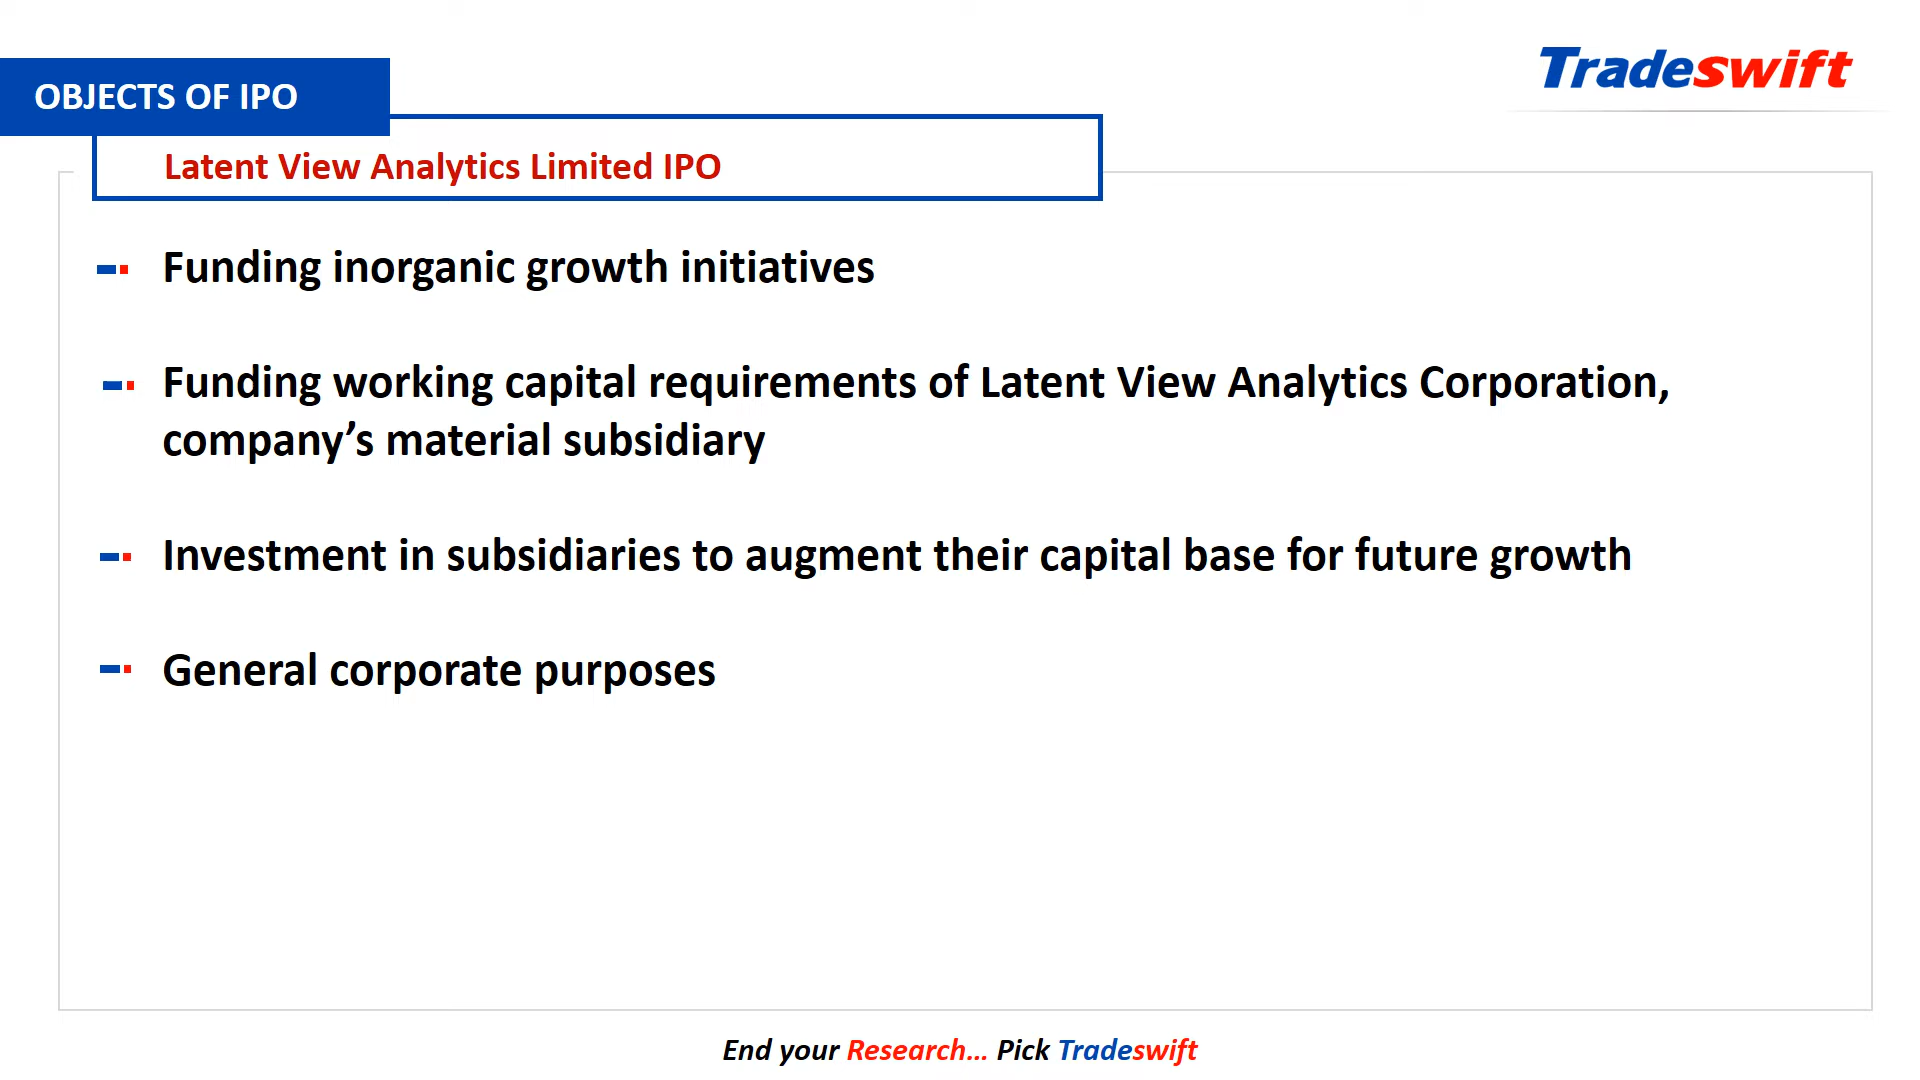 Tradeswift
OBJECTS OF IPO
Latent View Analytics Limited IPO
Funding inorganic growth initiatives
Funding working capital requirements of Latent View Analytics Corporation,
company’s material subsidiary
Investment in subsidiaries to augment their capital base for future growth
General corporate purposes
End your Research... Pick Tradeswift